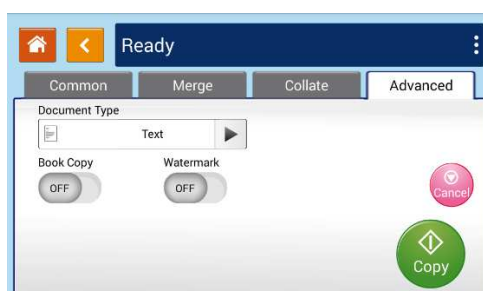 Ready
Common Merge Collate Advanced
Document Type
Text
Book Copy Watermark
OFF OFF
Cancel
Copy